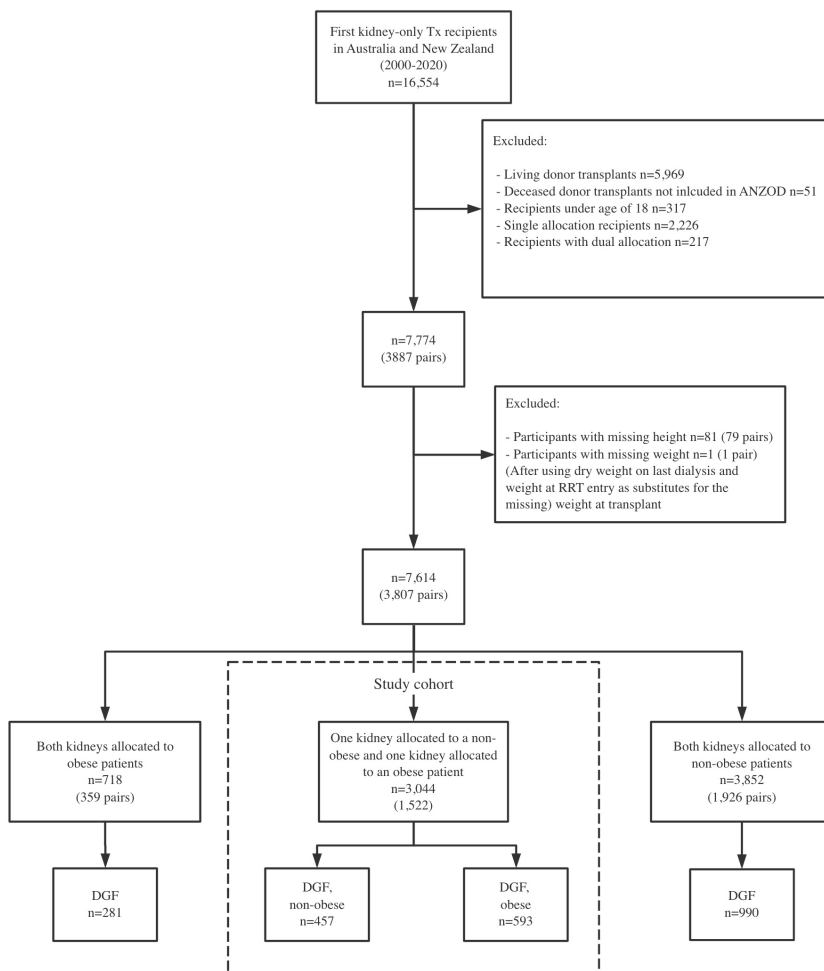 First kidney-only Tx recipients
in Australia and New Zealand
(2000-2020)
n=16,554
Excluded:
- Living donor transplants n=5,969
- Deceased donor transplants not inlcuded in ANZOD n=51
- Recipients under age of 18 n=317
- Single allocation recipients n=2,226
- Recipients with dual allocation n=217
n=7,774
(3887 pairs)
Excluded:
- Participants with missing height n=81 (79 pairs)
- Participants with missing weight n=1 (1 pair)
(After using dry weight on last dialysis and
weight at RRT entry as substitutes for the
missing) weight at transplant
n=7,614
(3,807 pairs)
Study cohort
Both kidneys allocated to
obese patients
n=718
(359 pairs)
One kidney allocated to a non-
obese and one kidney allocated
to an obese patient
n=3,044
(1,522)
Both kidneys allocated to
non-obese patients
n=3,852
(1,926 pairs)
DGF
n=281
DGF,
non-obese
n=457
DGF,
obese
n=593
DGF
n=990